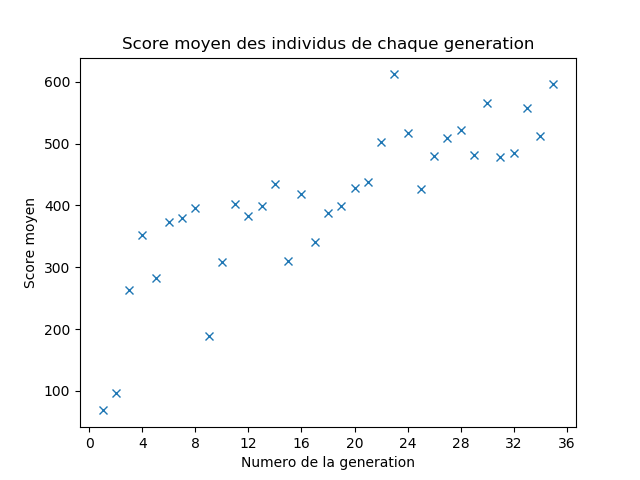 Score moyen des individus de chaque generation
600
500
400
300
200
100
Score moyen
0 4 8 12 16 20 24 28 32 36
Numero de la generation